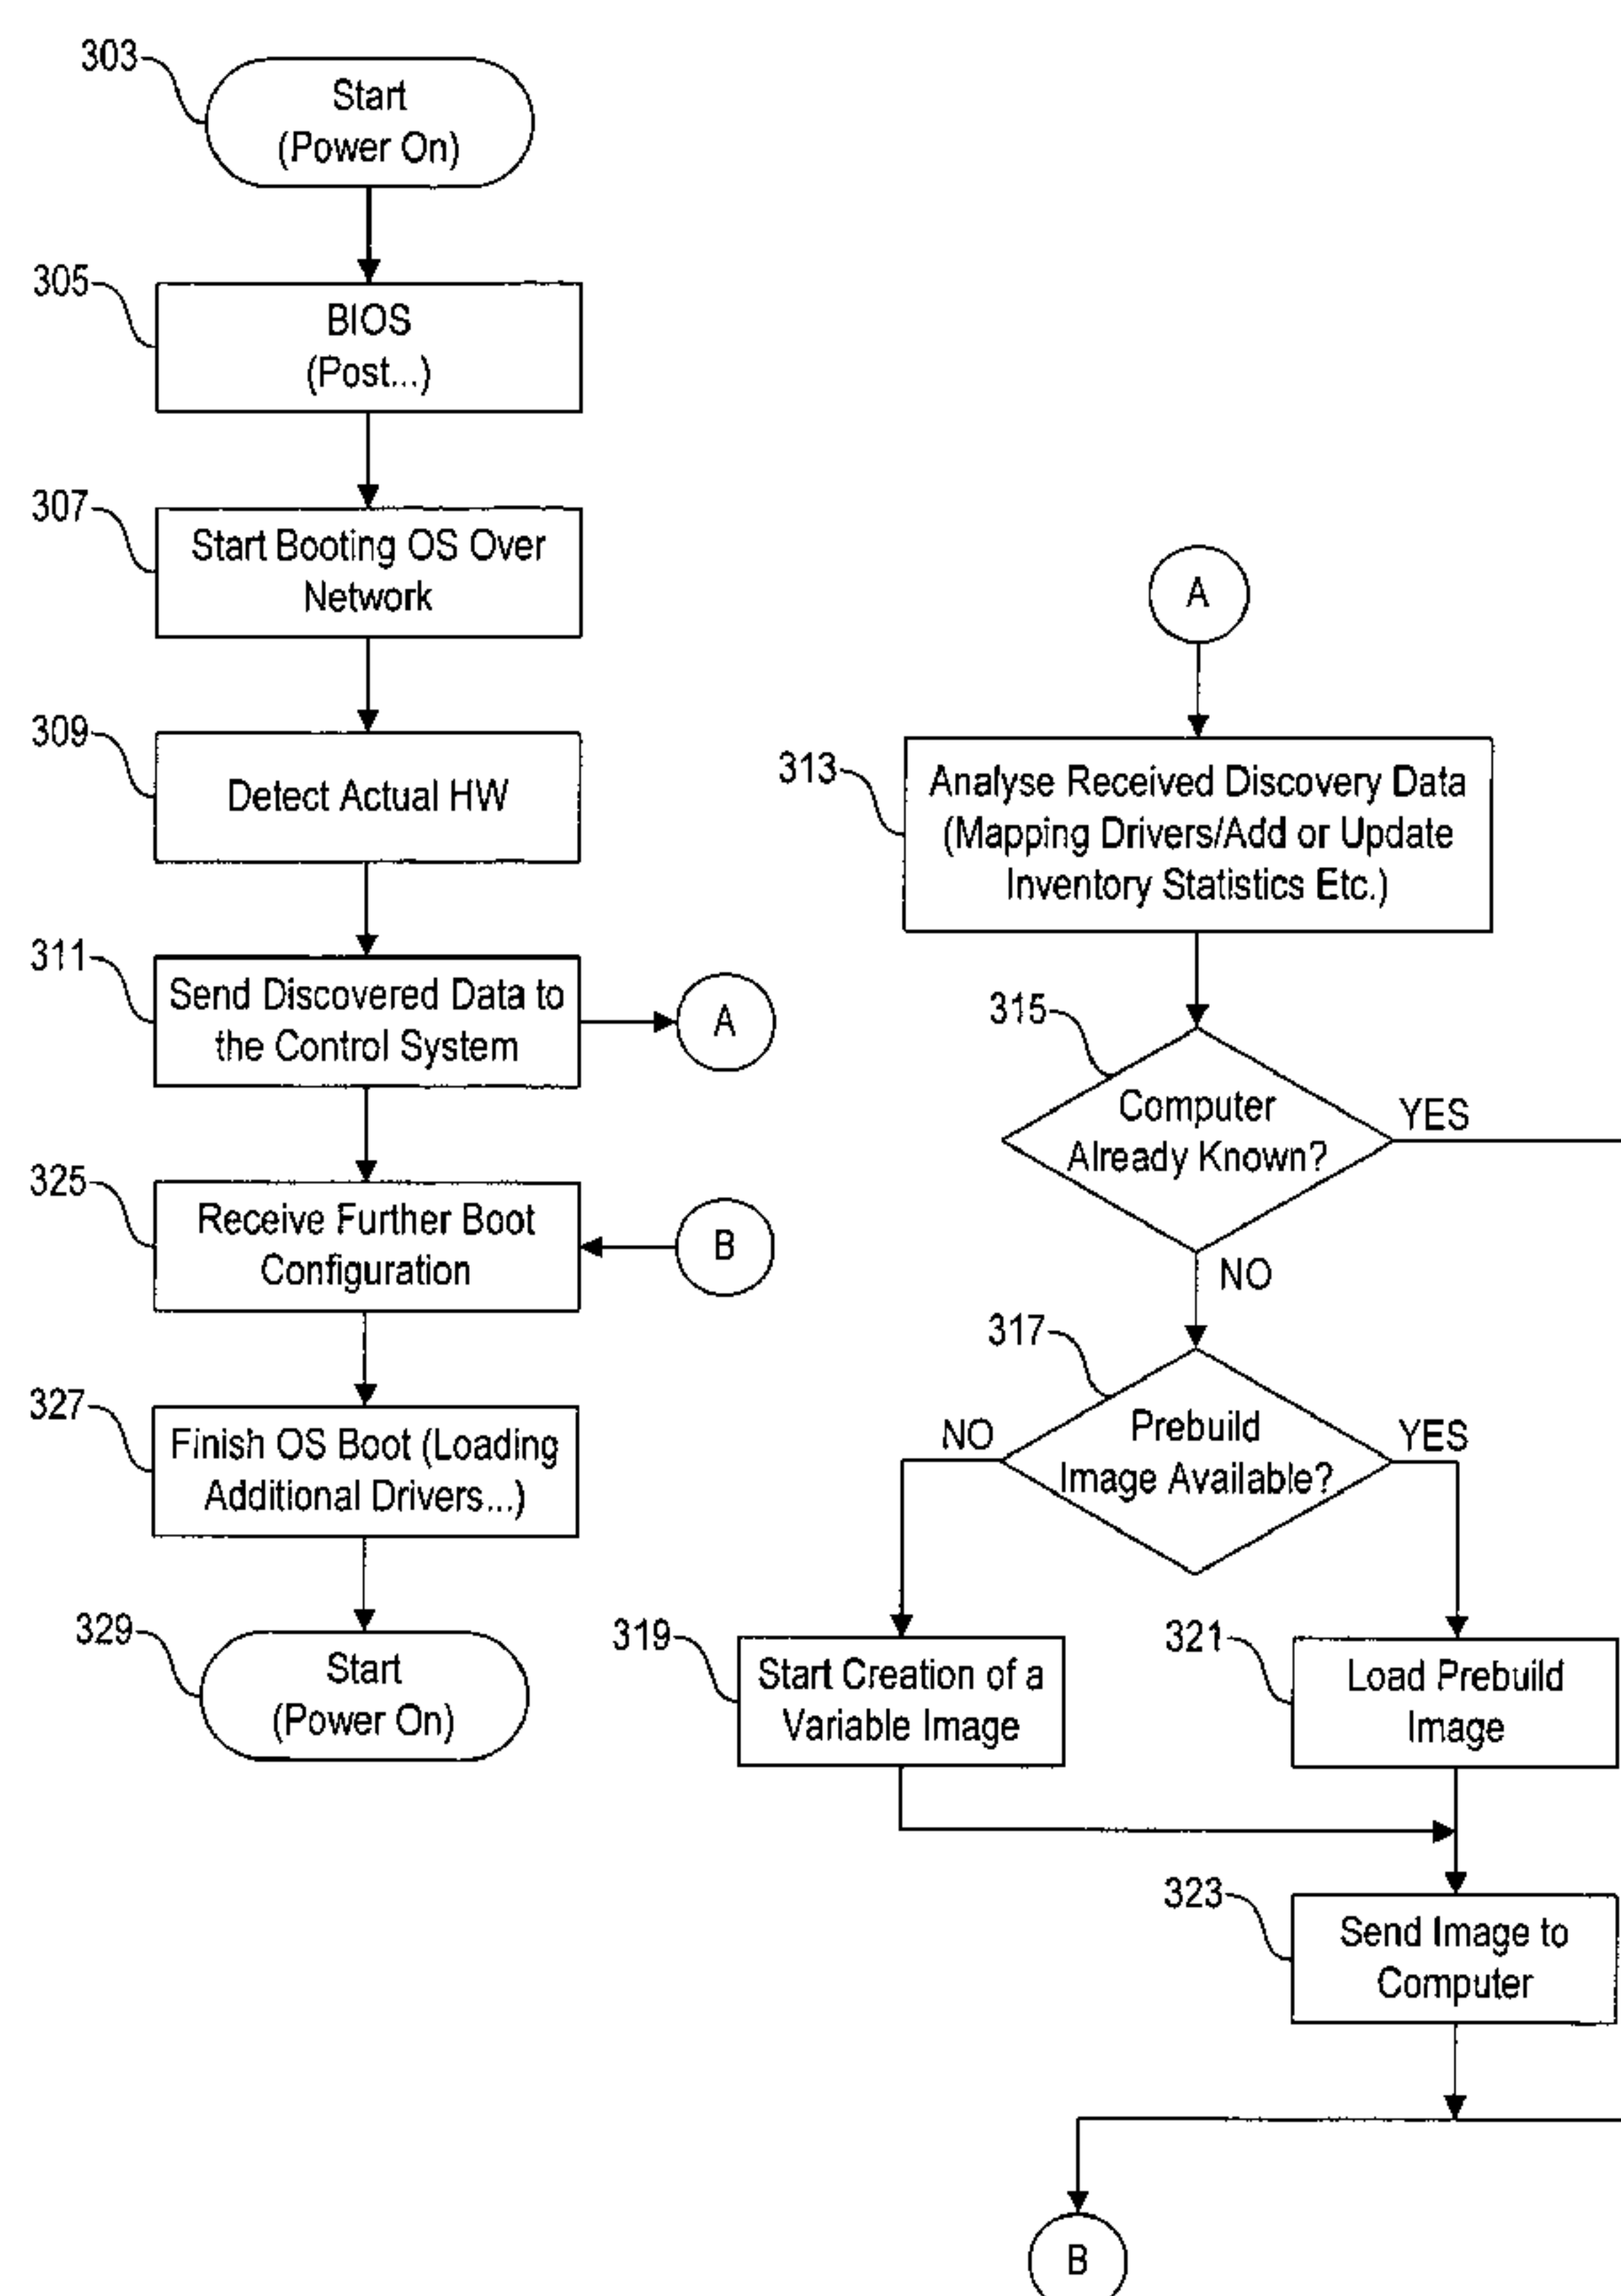 303
Start
(Power On)
305
BIOS
(Post...)
307
Start Booting OS Over
Network
309
Detect Actual HW
311
Send Discovered Data to
the Control System
A
325
Receive Further Boot
Configuration
B
327
Finish OS Boot (Loading
Additional Drivers...)
329
Start
(Power On)
A
313
Analyse Received Discovery Data
(Mapping Drivers/Add or Update
Inventory Statistics Etc.)
315
Computer
Already Known?
YES
NO
317
Prebuild
Image Available?
NO
YES
319
Start Creation of a
Variable Image
321
Load Prebuild
Image
323
Send Image to
Computer
B